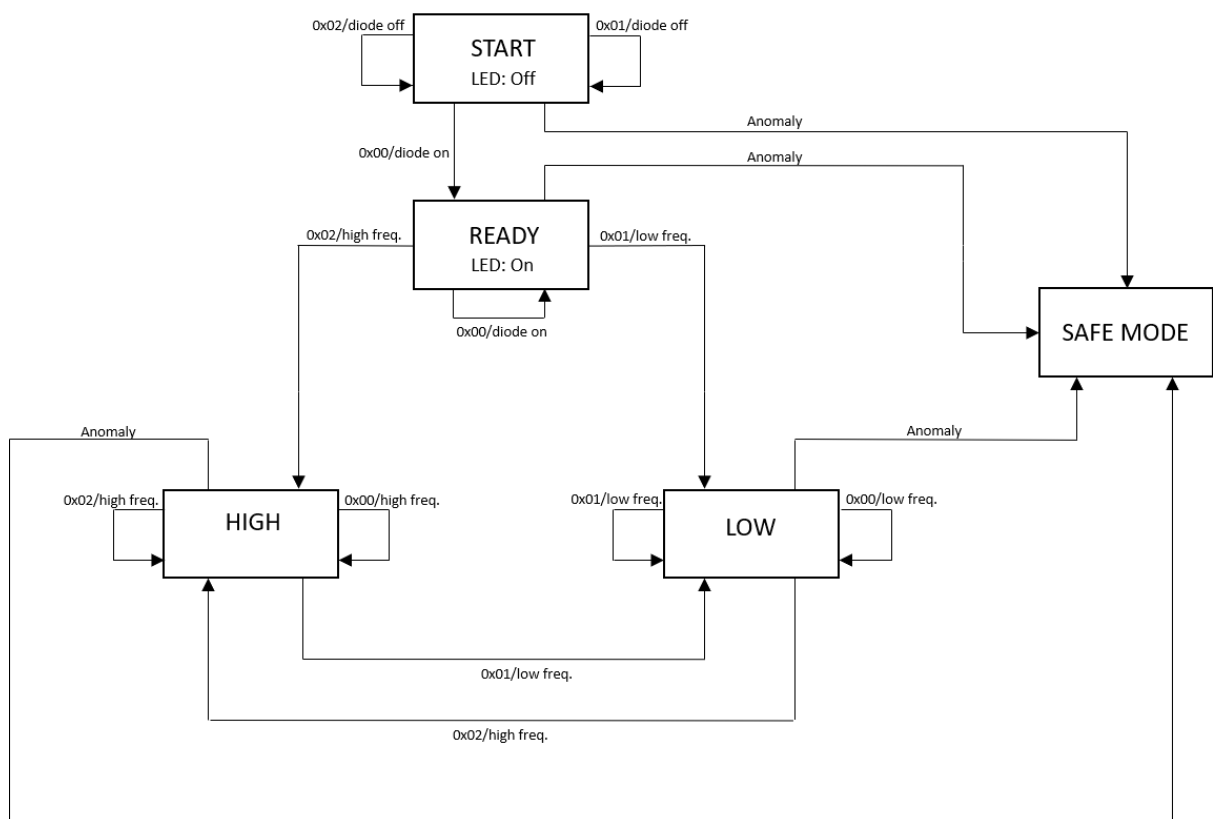 0x02/diode off
0x01/diode off
START
LED: Off
Anomaly
0x00/diode on
Anomaly
0x02/high freq.
READY
0x01/low freq.
LED: On
0x00/diode on
SAFE MODE
Anomaly
Anomaly
0x02/high freq.
0x00/high freq.
0x01/low freq.
0x00/low freq.
HIGH
LOW
0x01/low freq.
0x02/high freq.